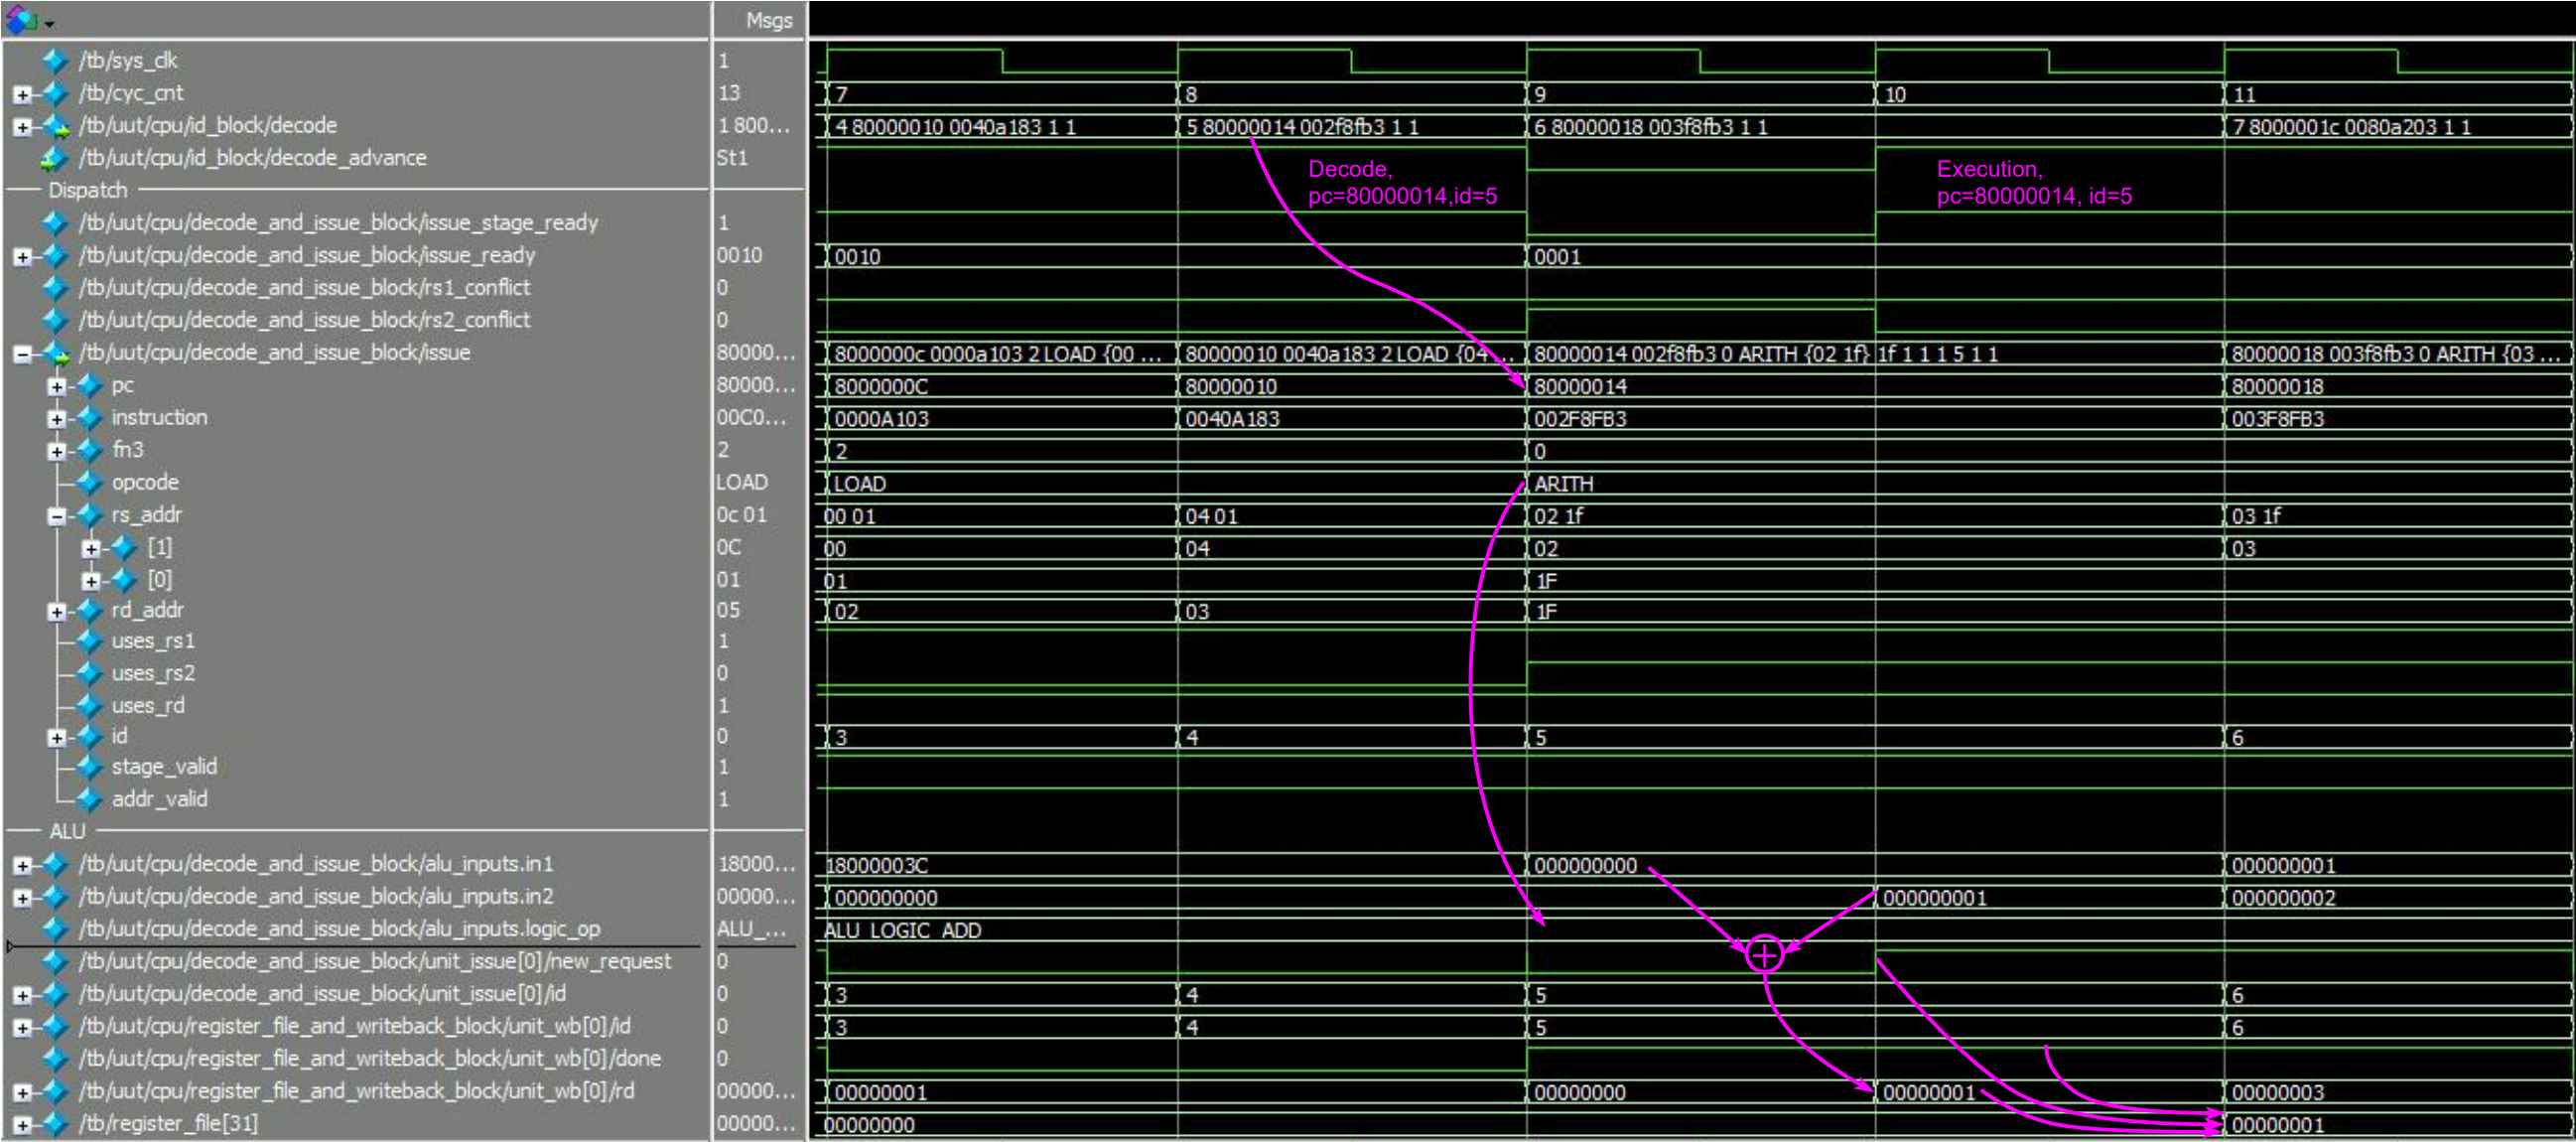 Msgs
/tb/sys_clk 1
/tb/cyc_cnt 13 7 8 9 10 11
/tb/uut/cpu/id_block/decode 1 800... 4 80000010 0040a183 1 1 5 80000014 002f8fb3 1 1 6 80000018 003f8fb3 1 1 7 8000001c 0080a203 1 1
/tb/uut/cpu/id_block/decode_advance St1
Decode,
pc=80000014,id=5
Execution,
pc=80000014, id=5
Dispatch
/tb/uut/cpu/decode_and_issue_block/issue_stage_ready 1
/tb/uut/cpu/decode_and_issue_block/issue_ready 0010 0010 0001
/tb/uut/cpu/decode_and_issue_block/rs1_conflict 0
/tb/uut/cpu/decode_and_issue_block/rs2_conflict 0
/tb/uut/cpu/decode_and_issue_block/issue 80000... 8000000c 0000a103 2 LOAD {00 ... 80000010 0040a183 2 LOAD {04 ... 80000014 002f8fb3 0 ARITH {02 1f} 1f 1 1 1 5 1 1 80000018 003f8fb3 0 ARITH {03 ...
pc 80000... 8000000C 80000010 80000014 80000018
instruction 00C0... 0000A103 0040A183 002F8FB3 003F8FB3
fn3 2 2 0
opcode LOAD LOAD ARITH
rs_addr 0c 01 00 01 04 01 02 1f 03 1f
[1] 0C 00 04 02 03
[0] 01 01 1F
rd_addr 05 02 03 1F
uses_rs1 1
uses_rs2 0
uses_rd 1
id 0 3 4 5 6
stage_valid 1
addr_valid 1
ALU
/tb/uut/cpu/decode_and_issue_block/alu_inputs.in1 18000... 18000003C 000000000 000000001
/tb/uut/cpu/decode_and_issue_block/alu_inputs.in2 00000... 000000000 000000001 000000002
/tb/uut/cpu/decode_and_issue_block/alu_inputs.logic_op ALU_... ALU_LOGIC_ADD
/tb/uut/cpu/decode_and_issue_block/unit_issue[0]/new_request 0
/tb/uut/cpu/decode_and_issue_block/unit_issue[0]/id 0 3 4 5 6
/tb/uut/cpu/register_file_and_writeback_block/unit_wb[0]/id 0 3 4 5 6
/tb/uut/cpu/register_file_and_writeback_block/unit_wb[0]/done 0
/tb/uut/cpu/register_file_and_writeback_block/unit_wb[0]/rd 00000... 00000001 00000000 00000001 00000003
/tb/register_file[31] 00000... 00000000 00000001